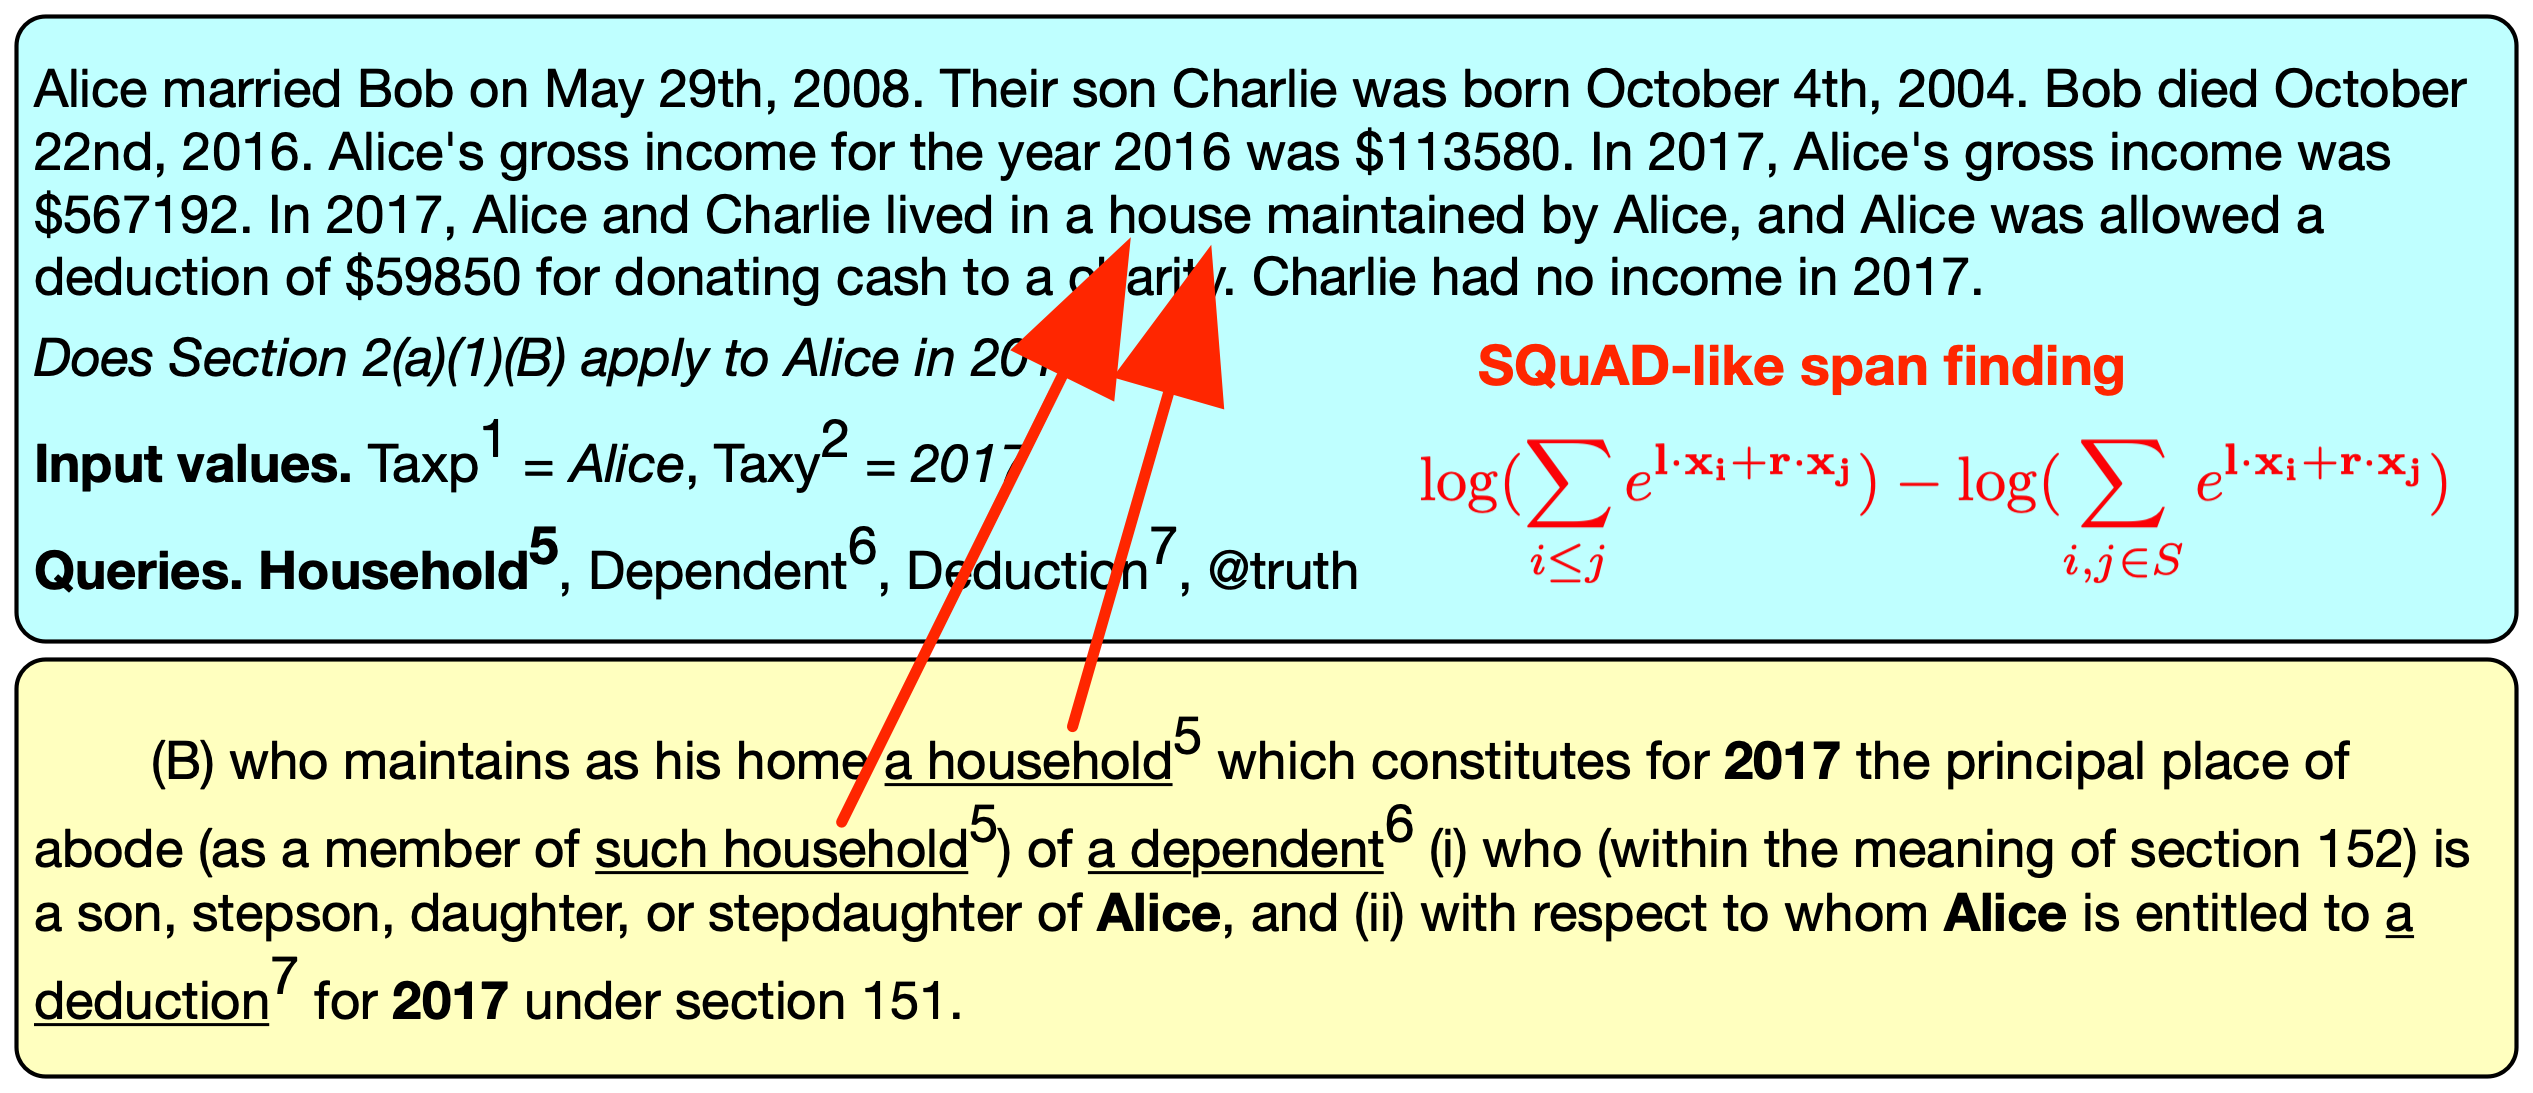 Alice married Bob on May 29th, 2008. Their son Charlie was born October 4th, 2004. Bob died October
22nd, 2016. Alice's gross income for the year 2016 was $113580. In 2017, Alice's gross income was
$567192. In 2017, Alice and Charlie lived in a house maintained by Alice, and Alice was allowed a
deduction of $59850 for donating cash to a charity. Charlie had no income in 2017.
Does Section 2(a)(1)(B) apply to Alice in
SQuAD-like span finding
Input values. Taxp¹ = Alice, Taxy² = 2017
log(∑_{i≤j} e^{l·x_i+r·x_j}) − log(∑_{i,j∈S} e^{l·x_i+r·x_j})
Queries. Household⁵, Dependent⁶, Deduction⁷, @truth
(B) who maintains as his home a household⁵ which constitutes for 2017 the principal place of
abode (as a member of such household⁵) of a dependent⁶ (i) who (within the meaning of section 152) is
a son, stepson, daughter, or stepdaughter of Alice, and (ii) with respect to whom Alice is entitled to a
deduction⁷ for 2017 under section 151.